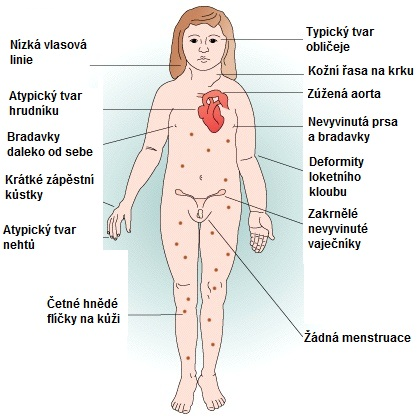 Nízká vlasová
linie
Atypický tvar
hrudníku
Bradavky
daleko od sebe
Krátké zápěstní
kůstky
Atypický tvar
nehtů
Četné hnědé
flíčky na kůži
Typický tvar
obličeje
Kožní řasa na krku
Zúžená aorta
Nevyvinutá prsa
a bradavky
Deformity
loketního
kloubu
Zakrnělé
nevyvinuté
vaječníky
Žádná menstruace